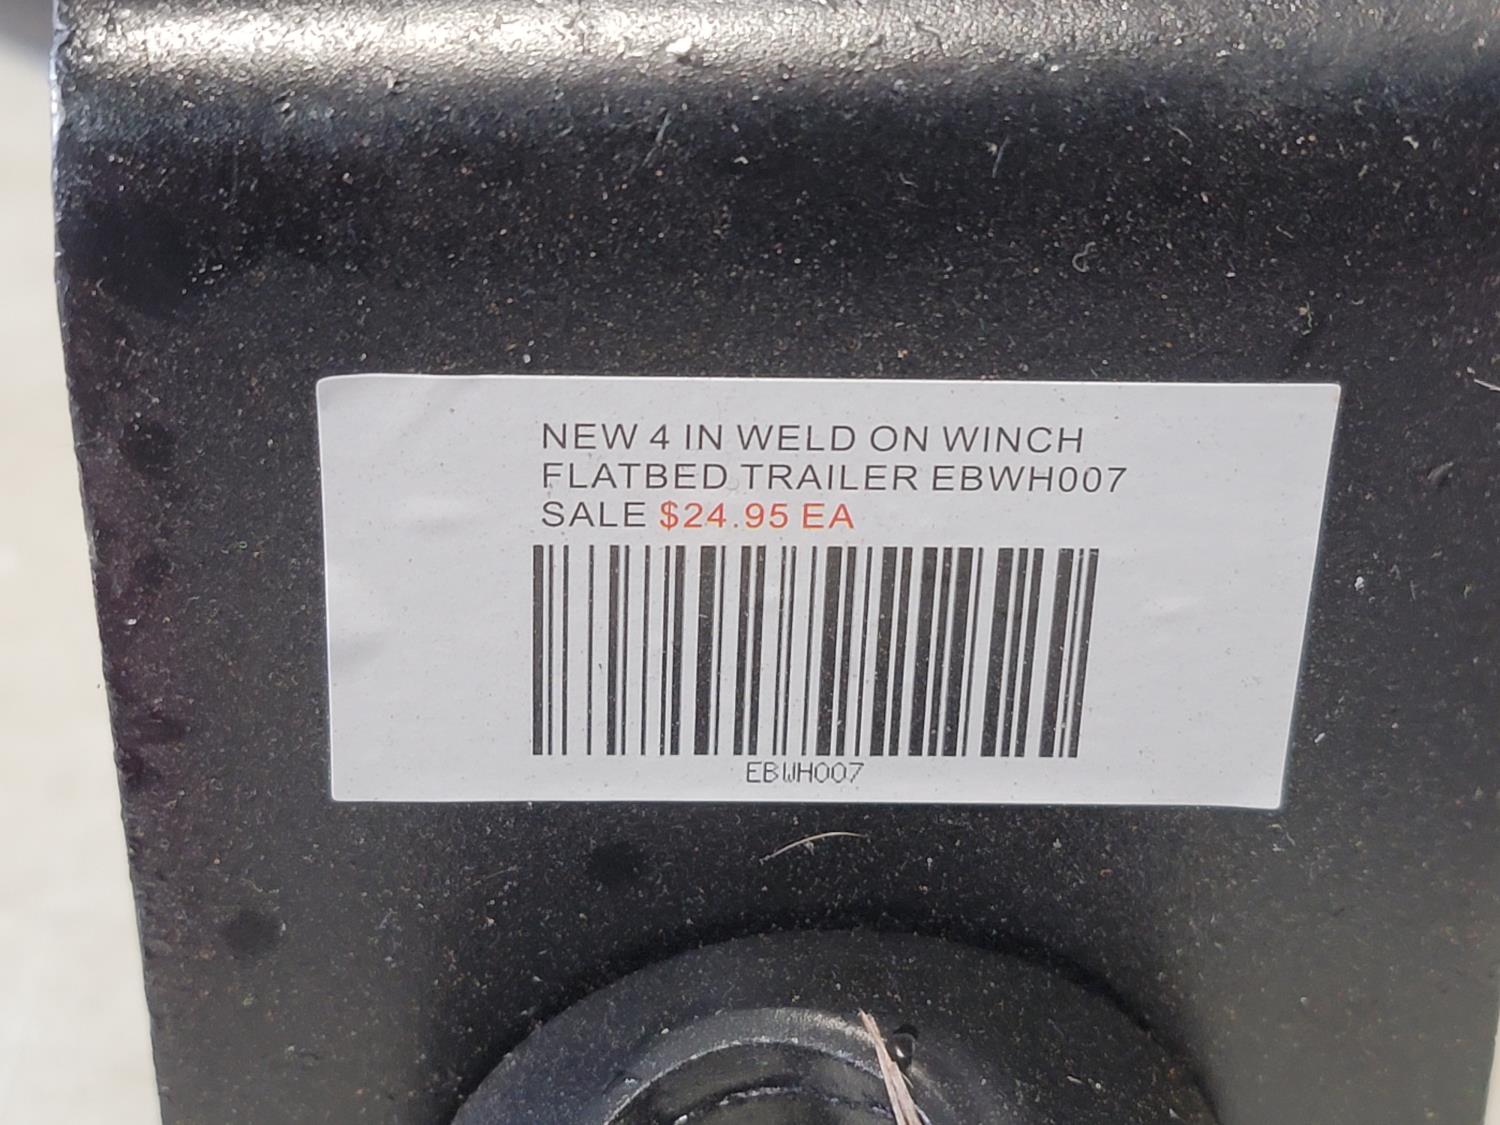 NEW 4 IN WELD ON WINCH
FLATBED TRAILER EBWH007
SALE $24.95 EA
EBWH007